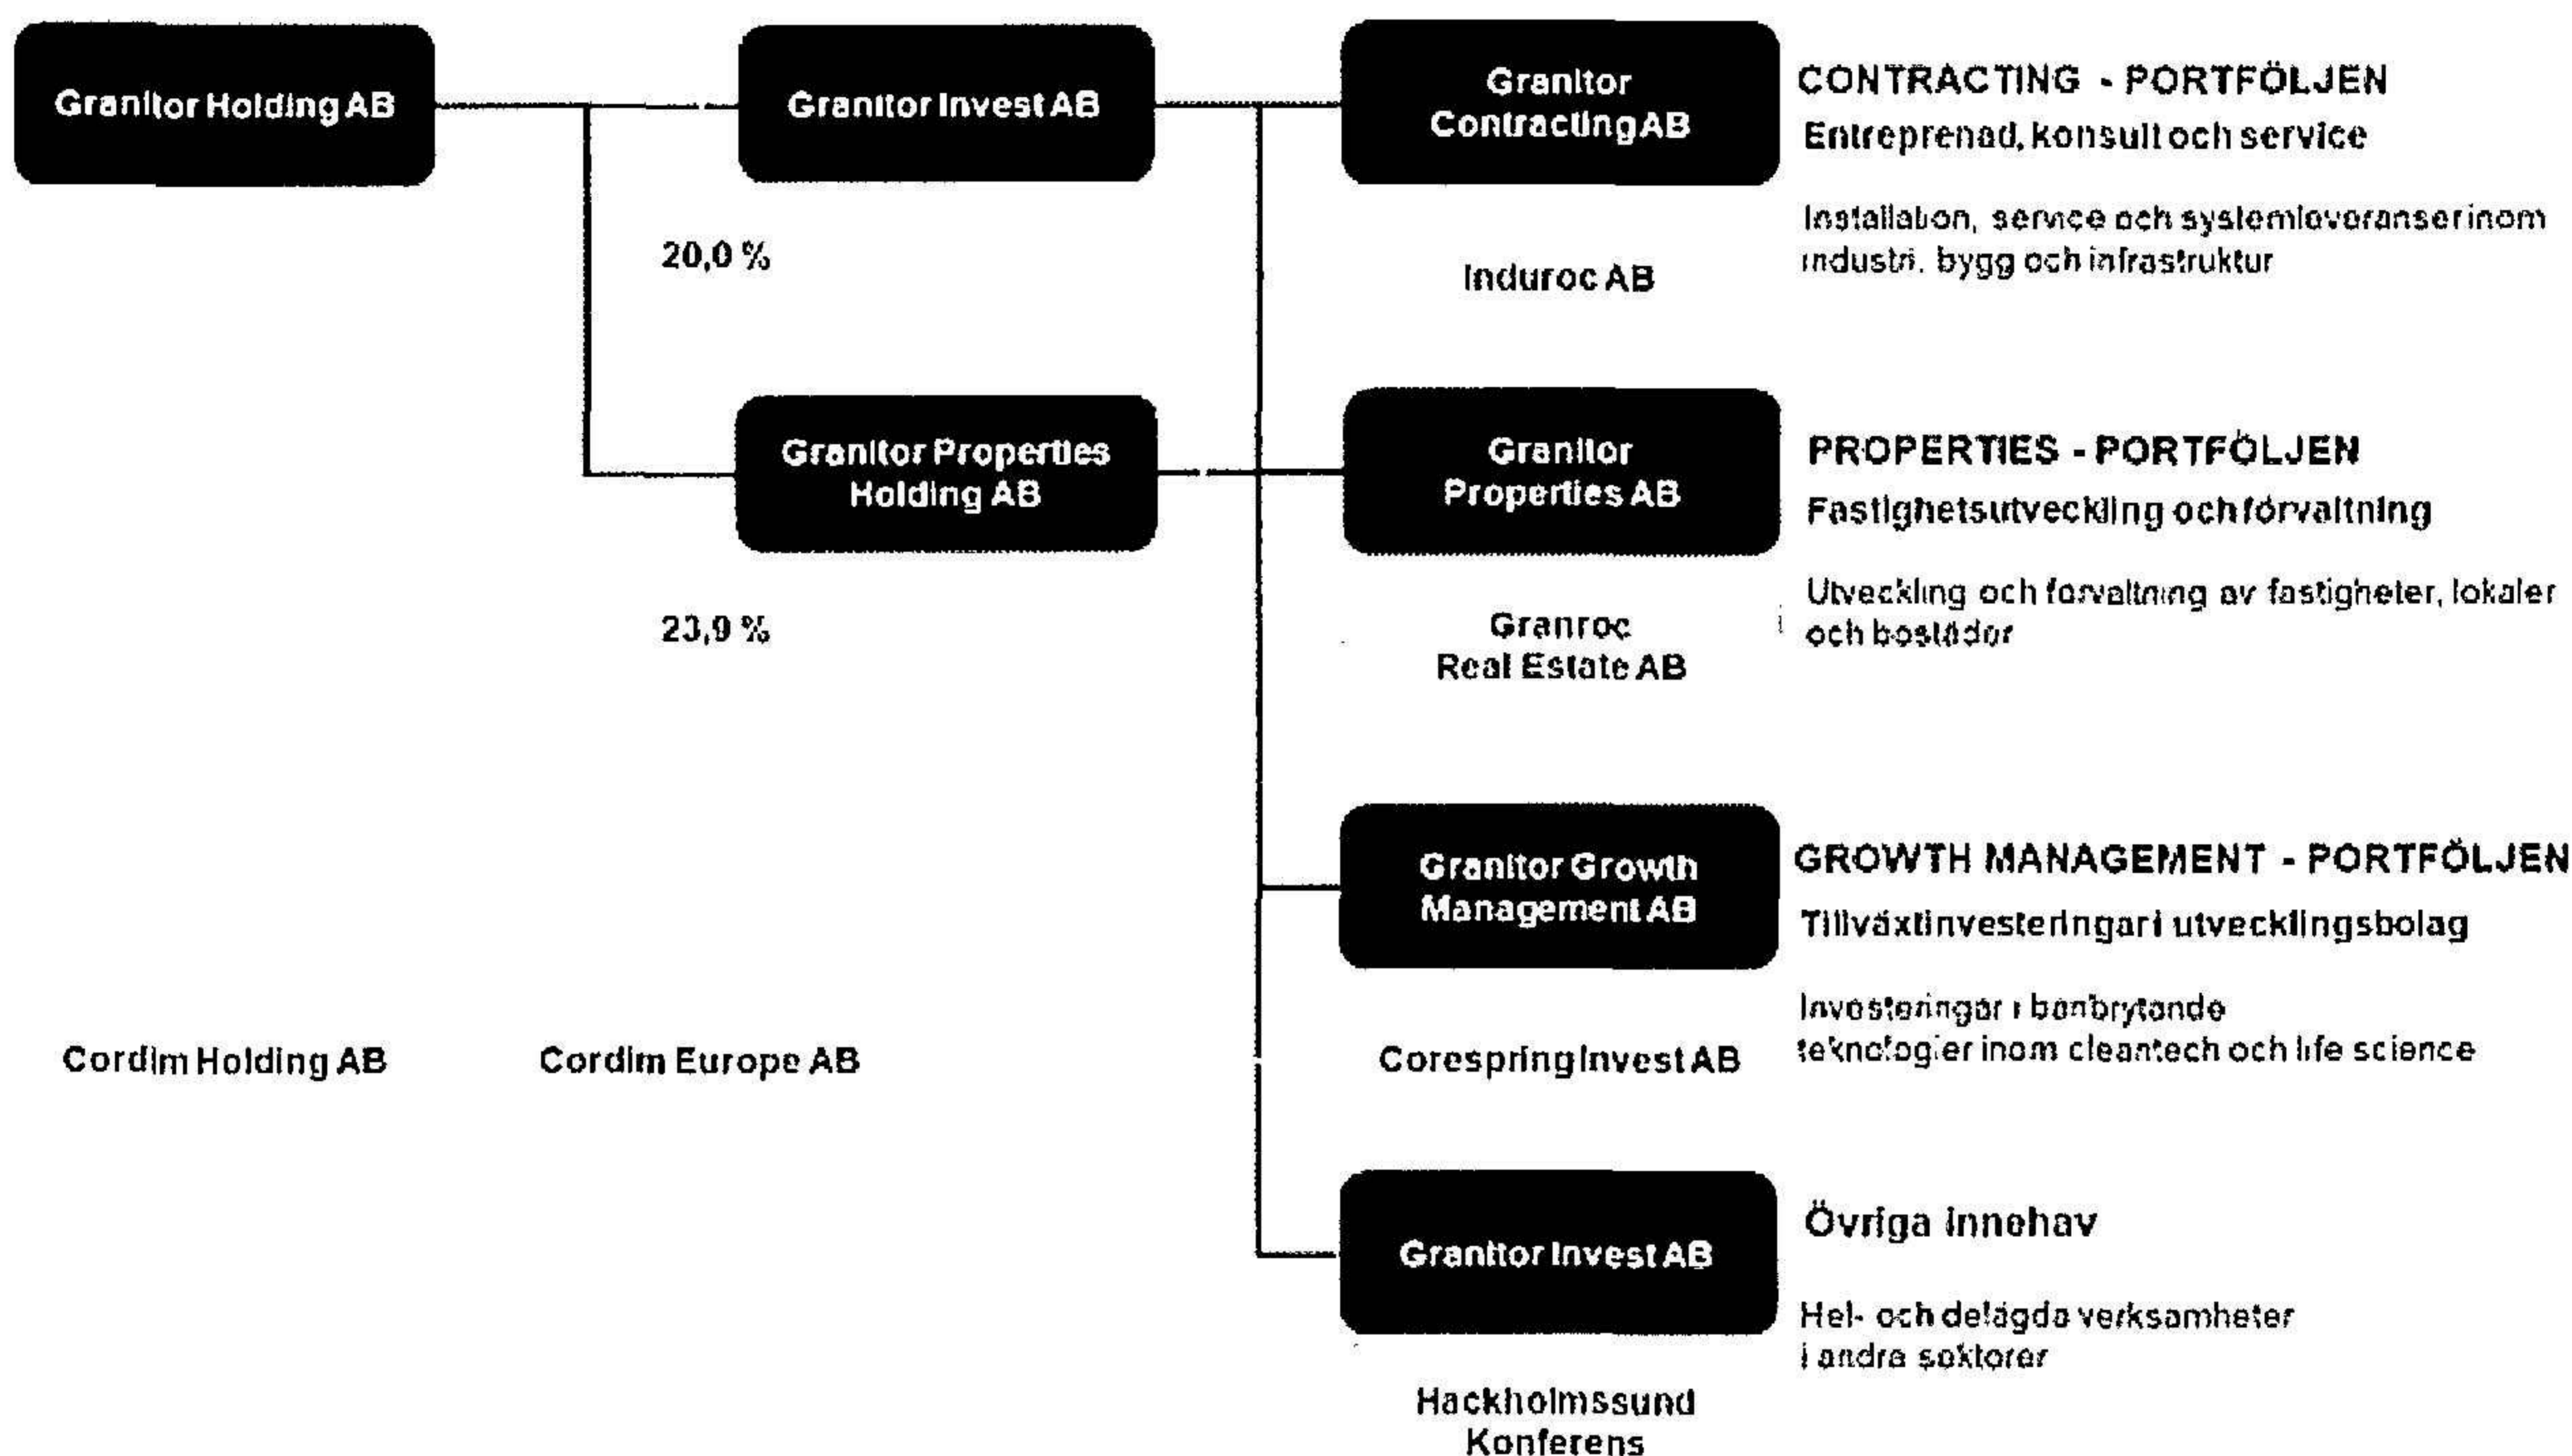 Granitor Holding AB
Granitor Invest AB
Granitor
Contracting AB
CONTRACTING - PORTFÖLJEN
Entreprenad, konsult och service
Installation, service och systemleveranser inom
industri, bygg och infrastruktur
20,0 %
Induroc AB
Granitor Properties
Holding AB
Granitor
Properties AB
PROPERTIES - PORTFÖLJEN
Fastighetsutveckling och förvaltning
Utveckling och förvaltning av fastigheter, lokaler
och bostäder
23,9 %
Granroc
Real Estate AB
Granitor Growth
Management AB
GROWTH MANAGEMENT - PORTFÖLJEN
Tillväxtinvesteringar i utvecklingsbolag
Investeringar i banbrytande
teknologier inom cleantech och life science
Cordim Holding AB
Cordim Europe AB
Corespring Invest AB
Granitor Invest AB
Övriga innehav
Hel- och delägda verksamheter
i andra sektorer
Hackholmssund
Konferens